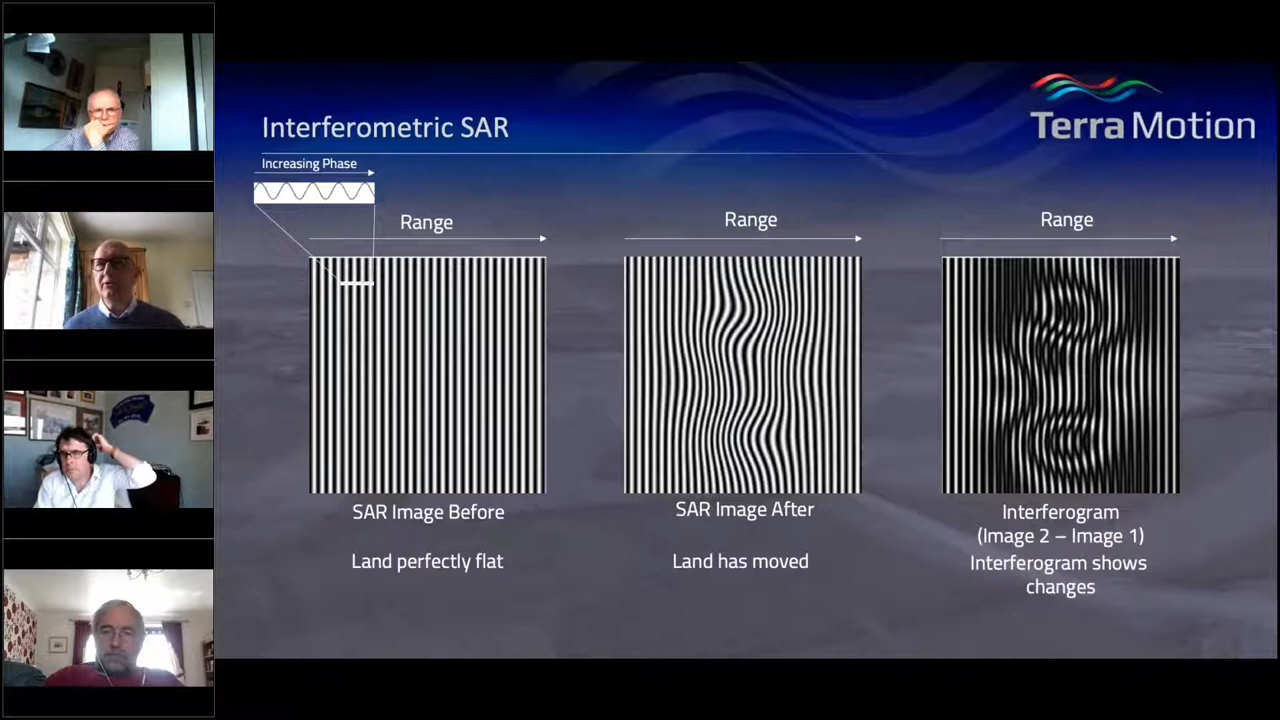 Interferometric SAR
Terra Motion
Increasing Phase
Range
Range
Range
SAR Image Before
Land perfectly flat
SAR Image After
Land has moved
Interferogram
(Image 2 – Image 1)
Interferogram shows
changes